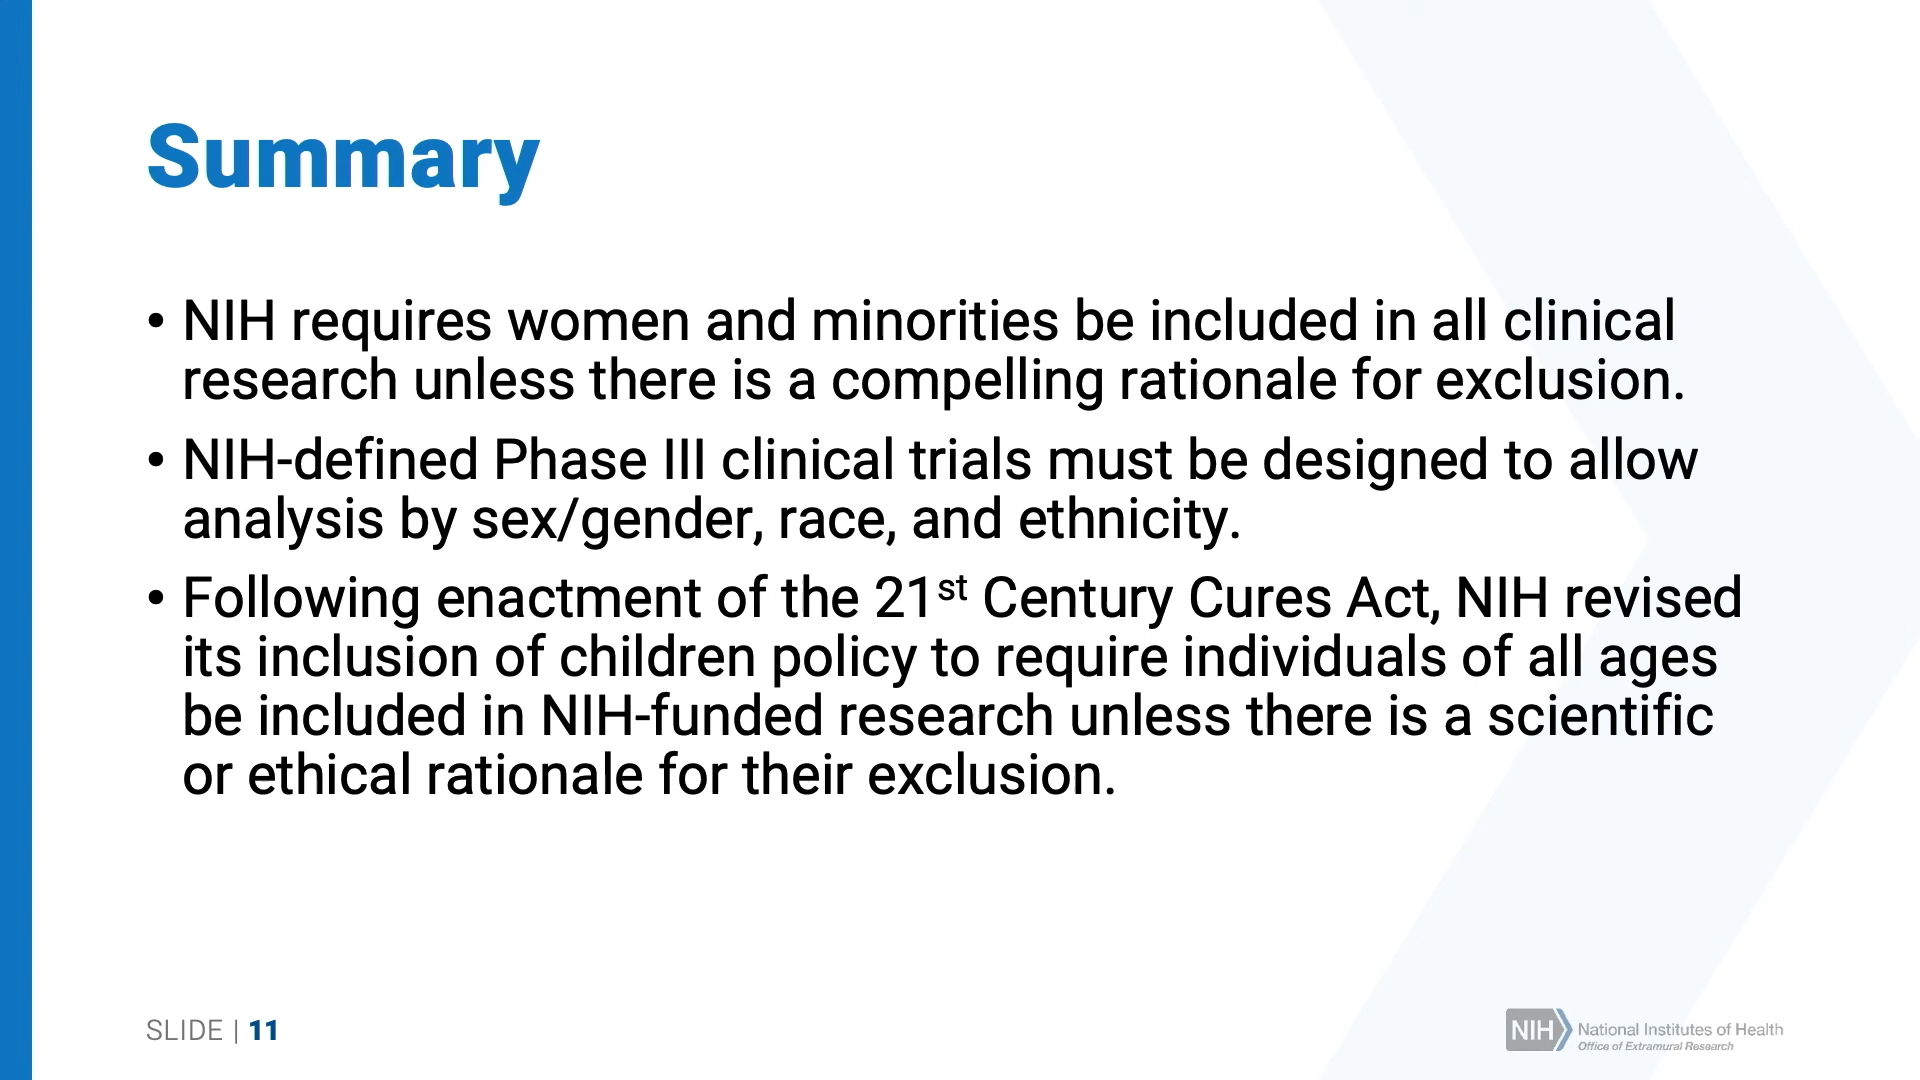 Summary
• NIH requires women and minorities be included in all clinical
research unless there is a compelling rationale for exclusion.
• NIH-defined Phase III clinical trials must be designed to allow
analysis by sex/gender, race, and ethnicity.
• Following enactment of the 21st Century Cures Act, NIH revised
its inclusion of children policy to require individuals of all ages
be included in NIH-funded research unless there is a scientific
or ethical rationale for their exclusion.
SLIDE | 11
NIH National Institutes of Health
Office of Extramural Research